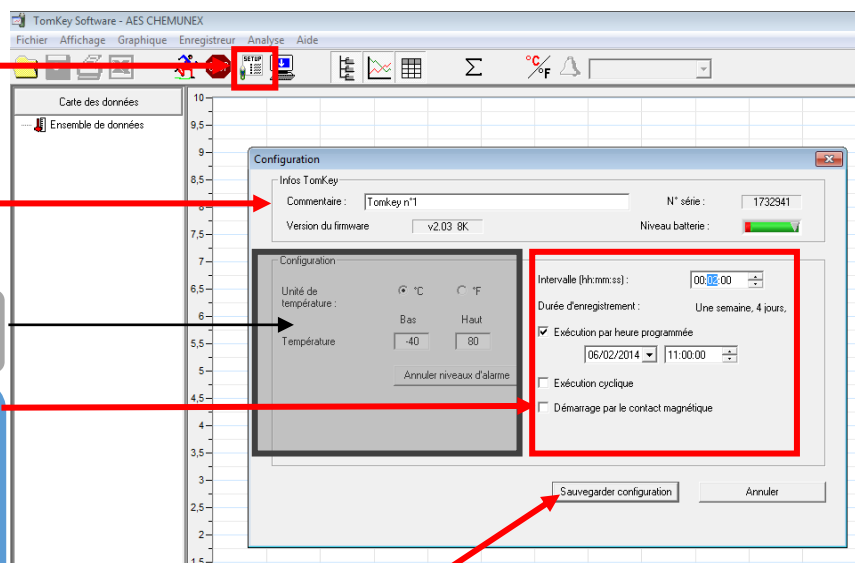 TomKey Software - AES CHEMUNEX
Fichier Affichage Graphique Enregistreur Analyse Aide
SETUP
Σ
°C/°F
Carte des données
Ensemble de données
10
9,5
9
8,5
8
7,5
7
6,5
6
5,5
5
4,5
4
3,5
3
2,5
2
1,5
Configuration
Infos TomKey
Commentaire : Tomkey n°1 N° série : 1732941
Version du firmware v2.03 8K Niveau batterie :
Configuration
Unité de température :
°C °F
Bas Haut
Température -40 80
Annuler niveaux d'alarme
Intervalle (hh:mm:ss) : 00:02:00
Durée d'enregistrement : Une semaine, 4 jours,
Exécution par heure programmée
06/02/2014 11:00:00
Exécution cyclique
Démarrage par le contact magnétique
Sauvegarder configuration Annuler